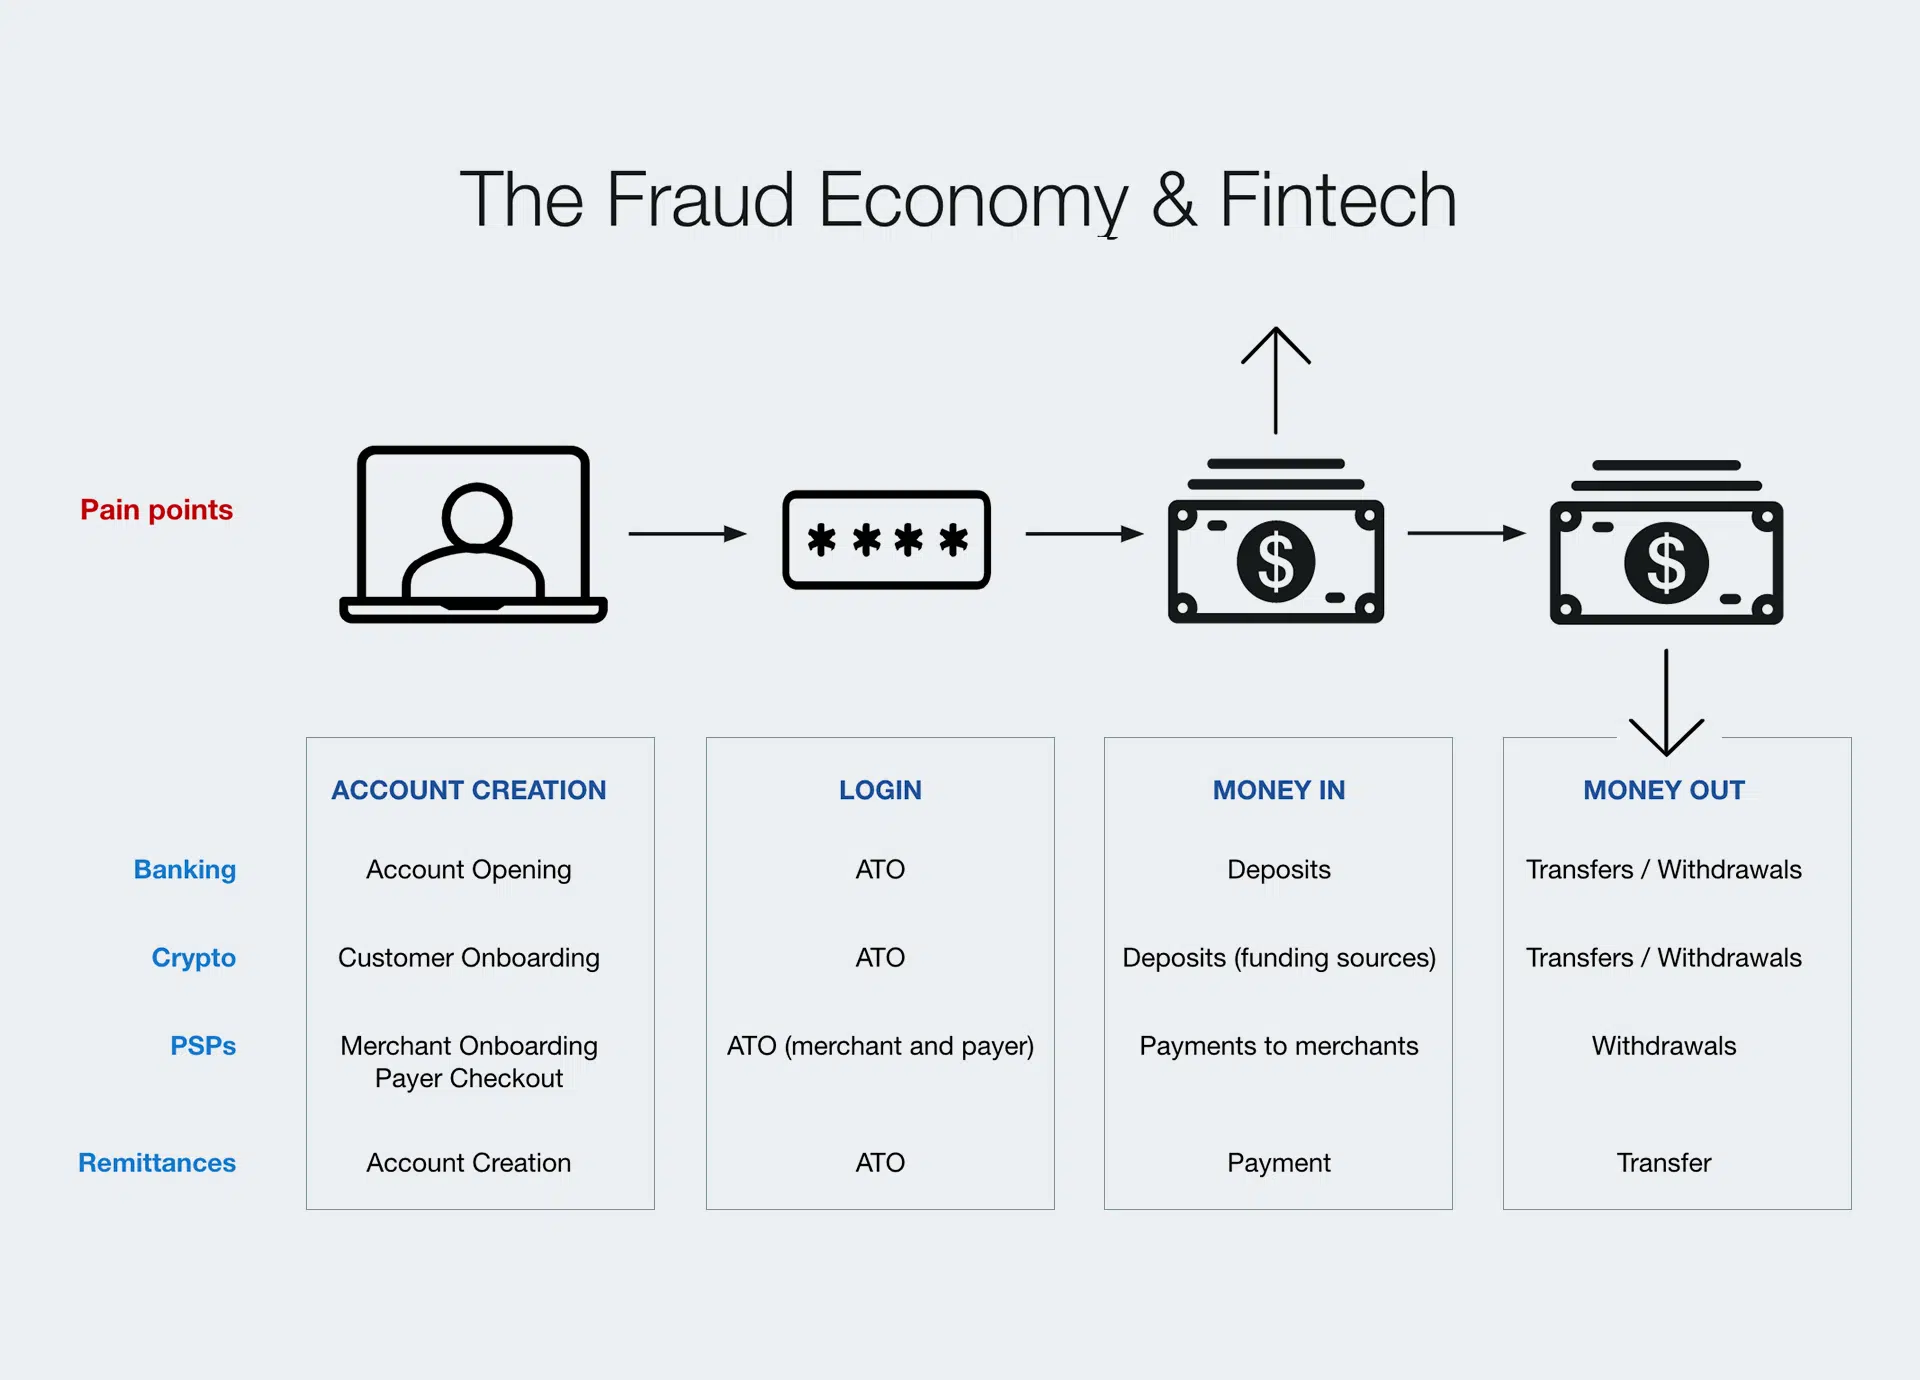 The Fraud Economy & Fintech
Pain points
* * * *
$
$
ACCOUNT CREATION
LOGIN
MONEY IN
MONEY OUT
Banking
Account Opening
ATO
Deposits
Transfers / Withdrawals
Crypto
Customer Onboarding
ATO
Deposits (funding sources)
Transfers / Withdrawals
PSPs
Merchant Onboarding
Payer Checkout
ATO (merchant and payer)
Payments to merchants
Withdrawals
Remittances
Account Creation
ATO
Payment
Transfer